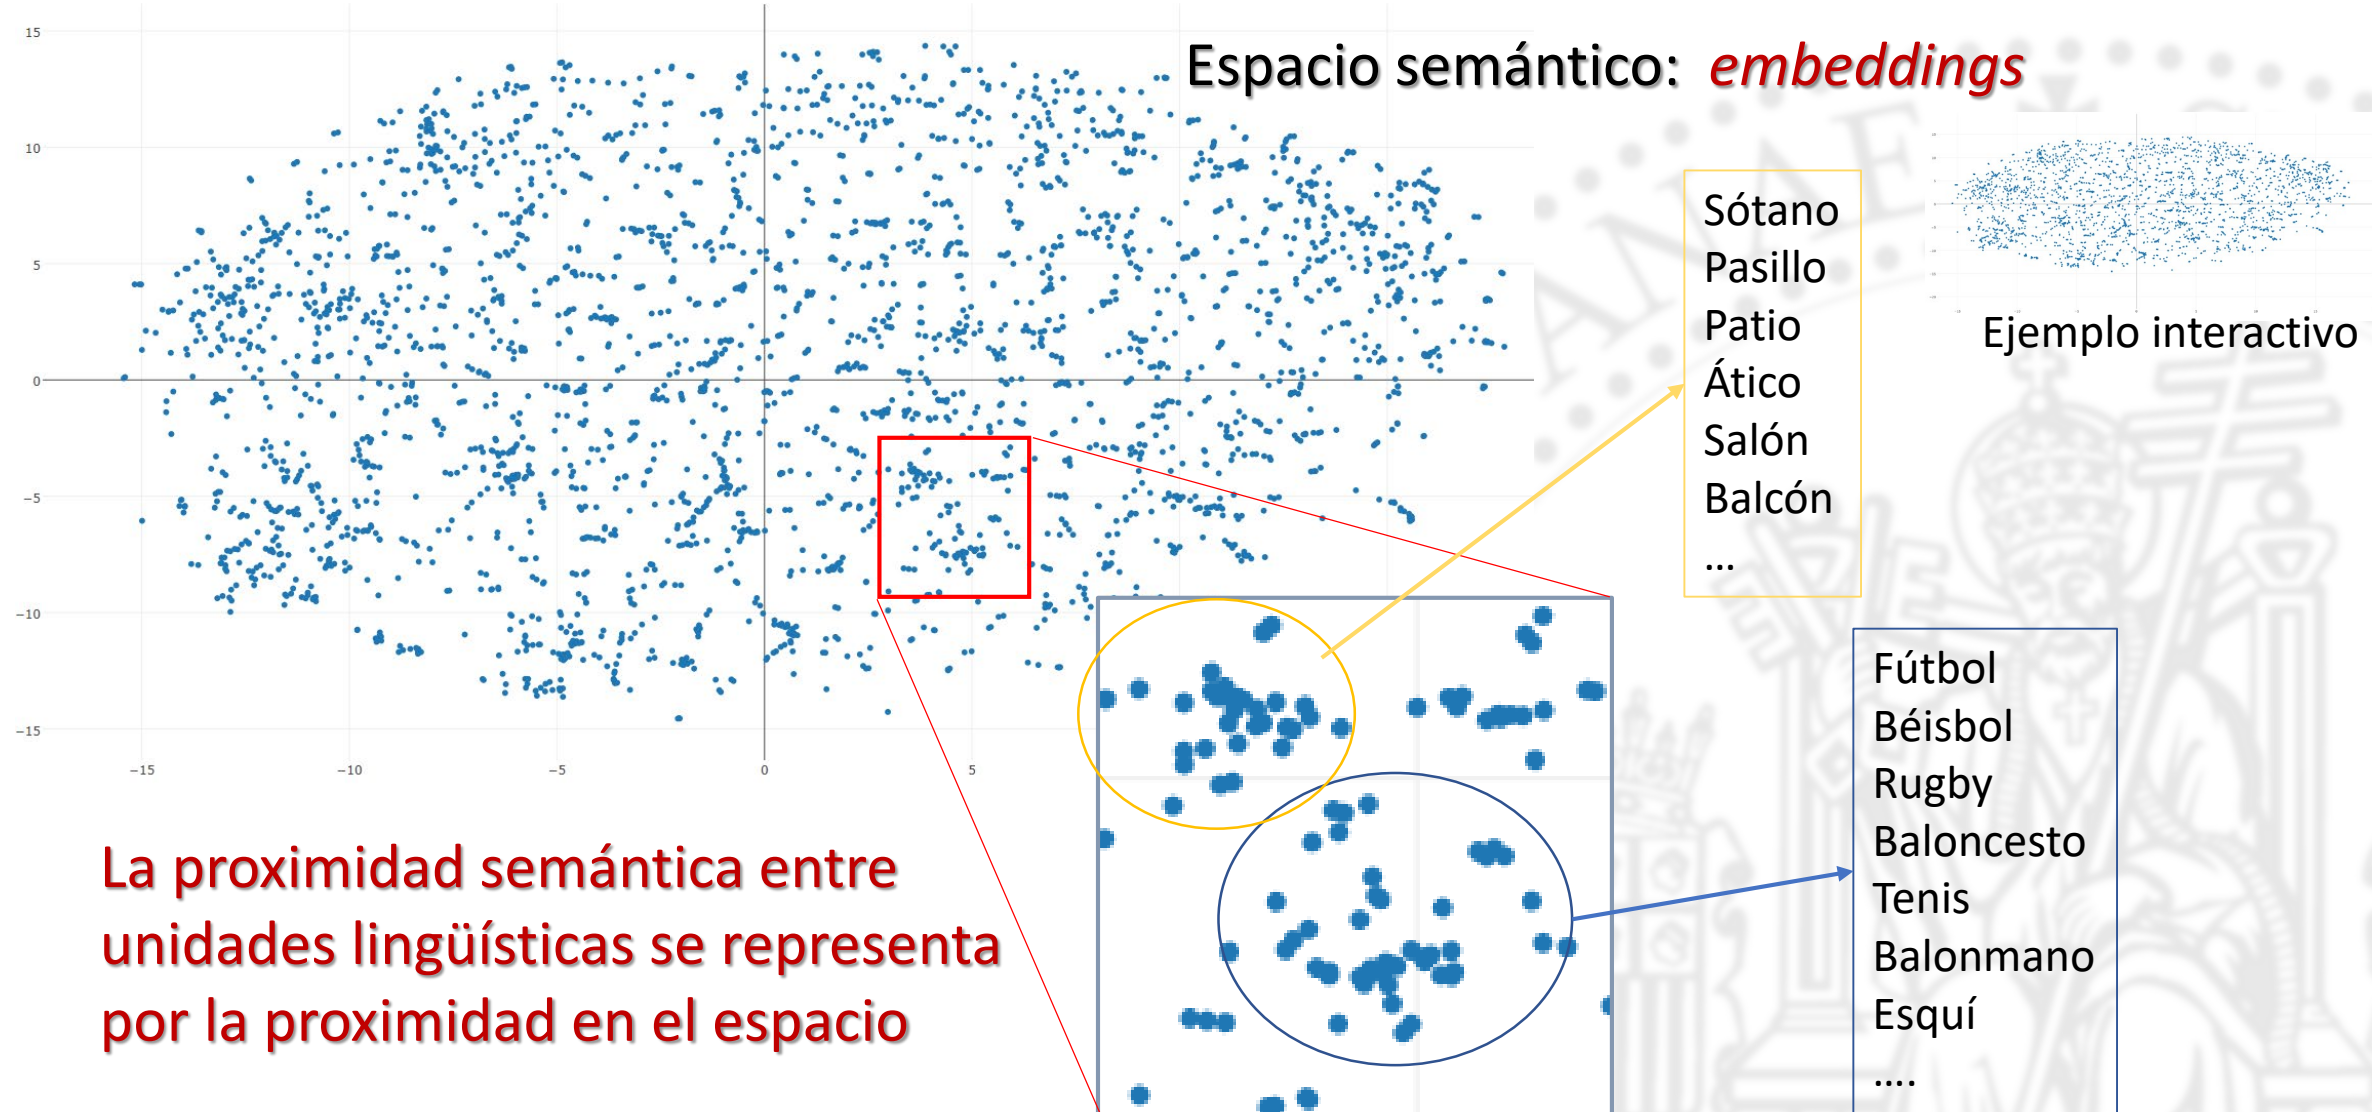 Espacio semántico: embeddings
15
10
5
0
−5
−10
−15
−15
−10
−5
0
5
Sótano
Pasillo
Patio
Ático
Salón
Balcón
...
Ejemplo interactivo
Fútbol
Béisbol
Rugby
Baloncesto
Tenis
Balonmano
Esquí
....
La proximidad semántica entre
unidades lingüísticas se representa
por la proximidad en el espacio